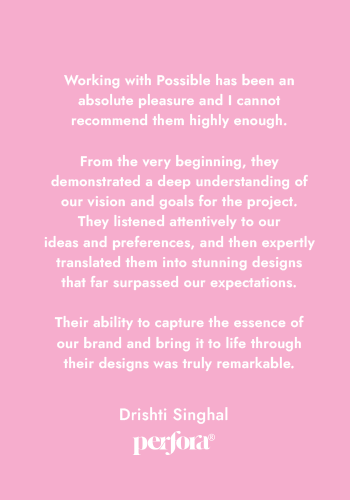 Working with Possible has been an
absolute pleasure and I cannot
recommend them highly enough.
From the very beginning, they
demonstrated a deep understanding of
our vision and goals for the project.
They listened attentively to our
ideas and preferences, and then expertly
translated them into stunning designs
that far surpassed our expectations.
Their ability to capture the essence of
our brand and bring it to life through
their designs was truly remarkable.
Drishti Singhal
perfora®